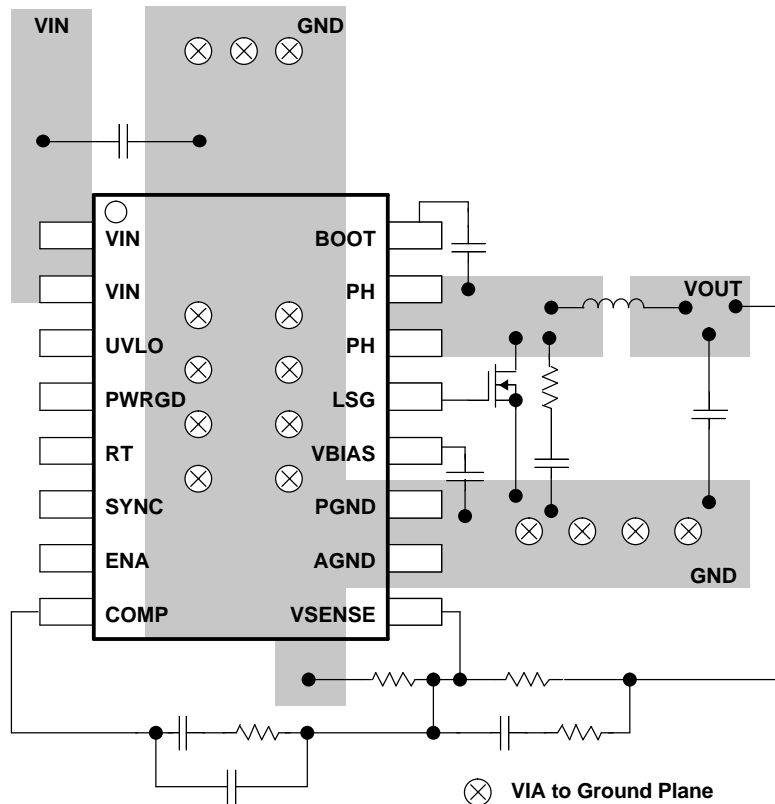 VIN GND
VIN BOOT
VIN PH
VOUT
UVLO PH
PWRGD LSG
RT VBIAS
SYNC PGND
ENA AGND
GND
COMP VSENSE
VIA to Ground Plane